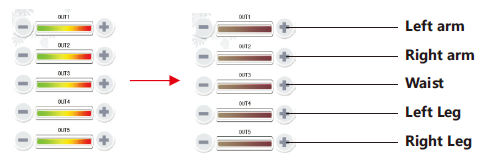 OUT1
OUT2
OUT3
OUT4
OUT5
OUT1 Left arm
OUT2 Right arm
OUT3 Waist
OUT4 Left Leg
OUT5 Right Leg